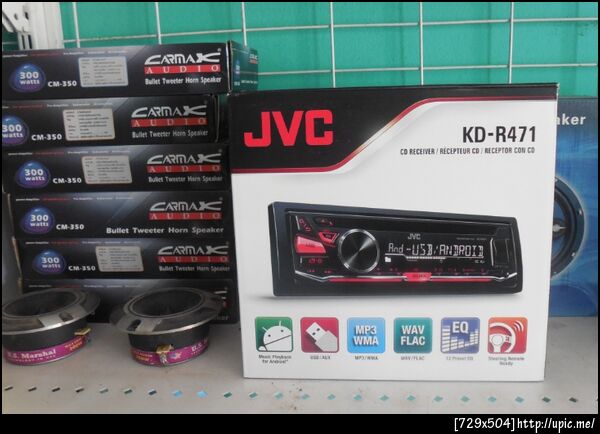 CARMAX
AUDIO
Bullet Tweeter Horn Speaker
300
watts
CM-350
CARMAX
AUDIO
Bullet Tweeter Horn Speaker
300
watts
CM-350
CARMAX
AUDIO
Bullet Tweeter Horn Speaker
300
watts
CM-350
CARMAX
AUDIO
Bullet Tweeter Horn Speaker
300
watts
CM-350
CARMAX
AUDIO
Bullet Tweeter Horn Speaker
300
watts
CM-350
U.S. Marshal
U.S.
JVC
KD-R471
CD RECEIVER / RÉCEPTEUR CD / RECEPTOR CON CD
JVC
And-USB/ANDROID
MP3
WMA
WAV
FLAC
EQ
Music Playback
for Android™
USB/AUX
MP3/WMA
WAV/FLAC
13 Preset EQ
Steering Remote
Ready
aker
[729x504]http://upic.me/